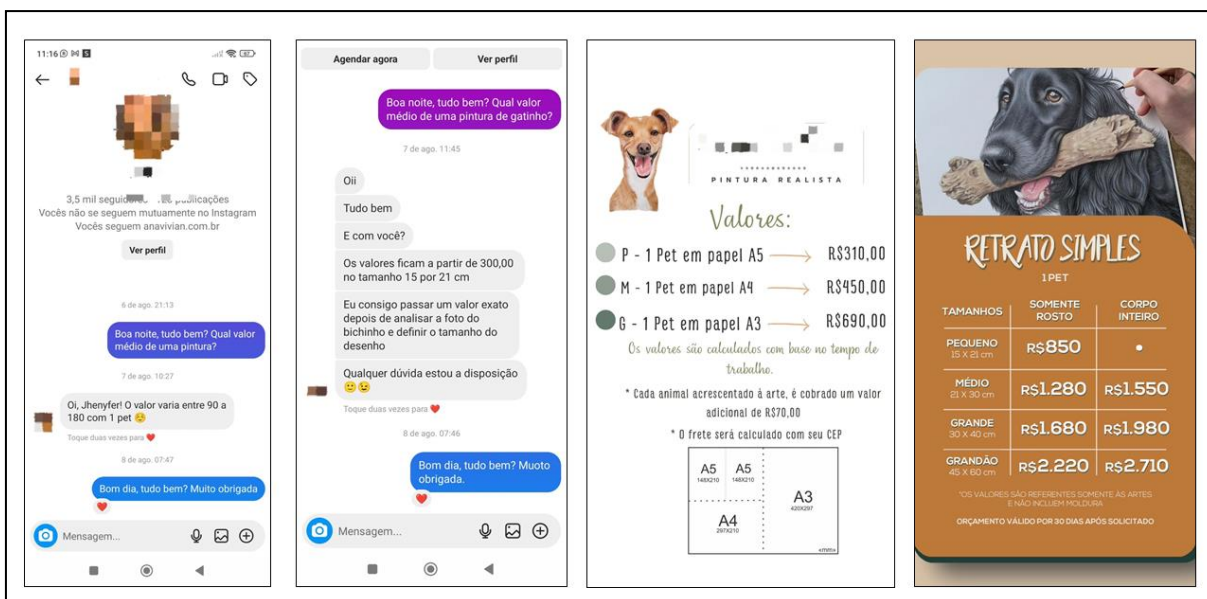 11:16
3,5 mil seguid publicações
Vocês não se seguem mutuamente no Instagram
Vocês seguem anavivian.com.br
Ver perfil
6 de ago. 21:13
Boa noite, tudo bem? Qual valor
médio de uma pintura?
7 de ago. 10:27
Oi, Jhenyfer! O valor varia entre 90 a
180 com 1 pet ☺️
Toque duas vezes para ❤️
8 de ago. 07:47
Bom dia, tudo bem? Muito obrigada
❤️
Mensagem...
Agendar agora
Ver perfil
Boa noite, tudo bem? Qual valor
médio de uma pintura de gatinho?
7 de ago. 11:45
Oii
Tudo bem
E com você?
Os valores ficam a partir de 300,00
no tamanho 15 por 21 cm
Eu consigo passar um valor exato
depois de analisar a foto do
bichinho e definir o tamanho do
desenho
Qualquer dúvida estou a disposição
🙂😉
Toque duas vezes para ❤️
8 de ago. 07:46
Bom dia, tudo bem? Muoto
obrigada.
❤️
Mensagem...
PINTURA REALISTA
Valores:
P - 1 Pet em papel A5 → R$310,00
M - 1 Pet em papel A4 → R$450,00
G - 1 Pet em papel A3 → R$690,00
Os valores são calculados com base no tempo de
trabalho.
* Cada animal acrescentado à arte, é cobrado um valor
adicional de R$70,00
* O frete será calculado com seu CEP
A5
148X210
A5
148X210
A3
420X297
A4
297X210
«mm»
RETRATO SIMPLES
1 PET
TAMANHOS SOMENTE ROSTO CORPO INTEIRO
PEQUENO R$850 •
15 X 21 cm
MÉDIO R$1.280 R$1.550
21 X 30 cm
GRANDE R$1.680 R$1.980
30 X 40 cm
GRANDÃO R$2.220 R$2.710
45 X 60 cm
*OS VALORES SÃO REFERENTES SOMENTE ÀS ARTES
E NÃO INCLUEM MOLDURA
ORÇAMENTO VÁLIDO POR 30 DIAS APÓS SOLICITADO